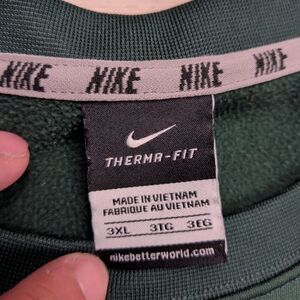 NIKE NIKE NIKE NIKE
THERMA-FIT
MADE IN VIETNAM
FABRIQUE AU VIETNAM
3XL 3TG 3EG
nikebetterworld.com